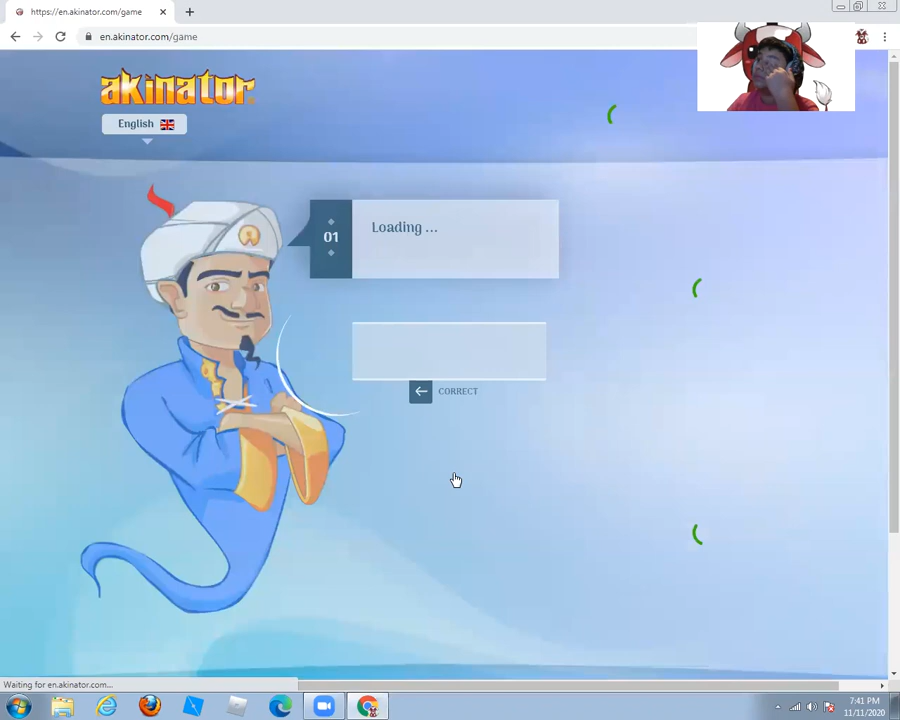 https://en.akinator.com/game
en.akinator.com/game
akinator
English
01
Loading ...
CORRECT
Waiting for en.akinator.com...
7:41 PM
11/11/2020